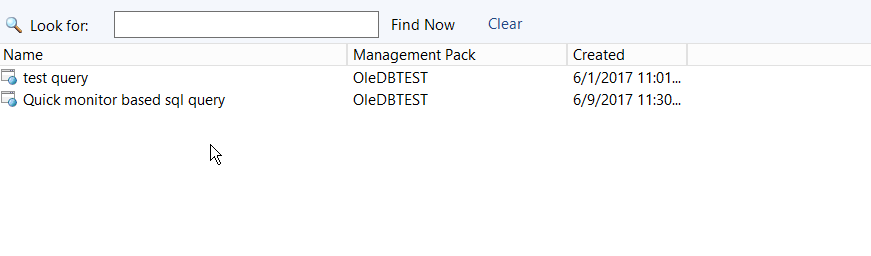 Look for: Find Now Clear
Name Management Pack Created
test query OleDBTEST 6/1/2017 11:01...
Quick monitor based sql query OleDBTEST 6/9/2017 11:30...